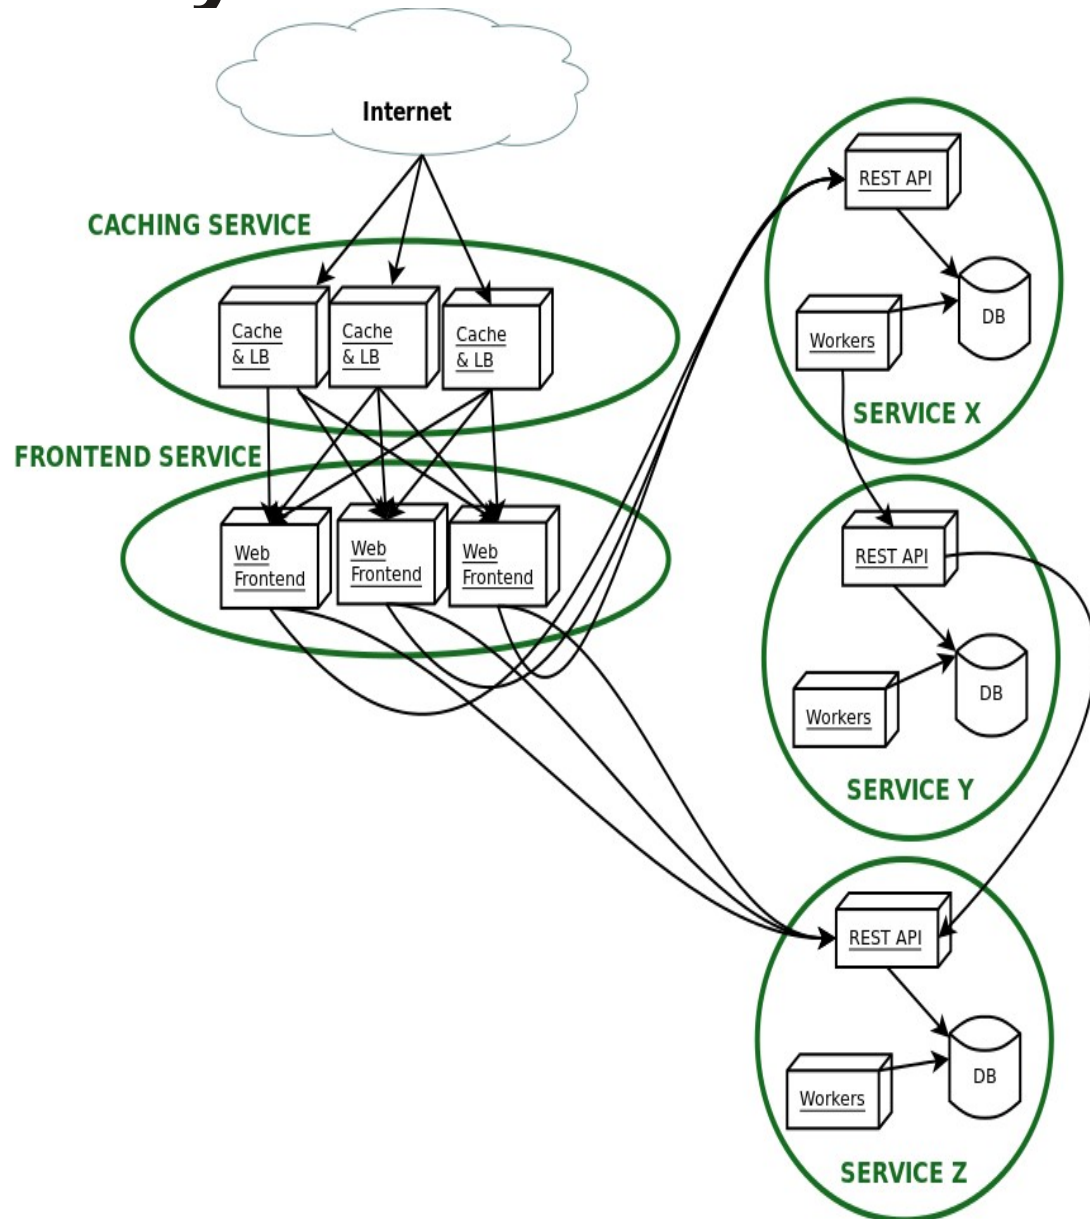 Internet
CACHING SERVICE
Cache
& LB
Cache
& LB
Cache
& LB
FRONTEND SERVICE
Web
Frontend
Web
Frontend
Web
Frontend
REST API
DB
Workers
SERVICE X
REST API
DB
Workers
SERVICE Y
REST API
DB
Workers
SERVICE Z